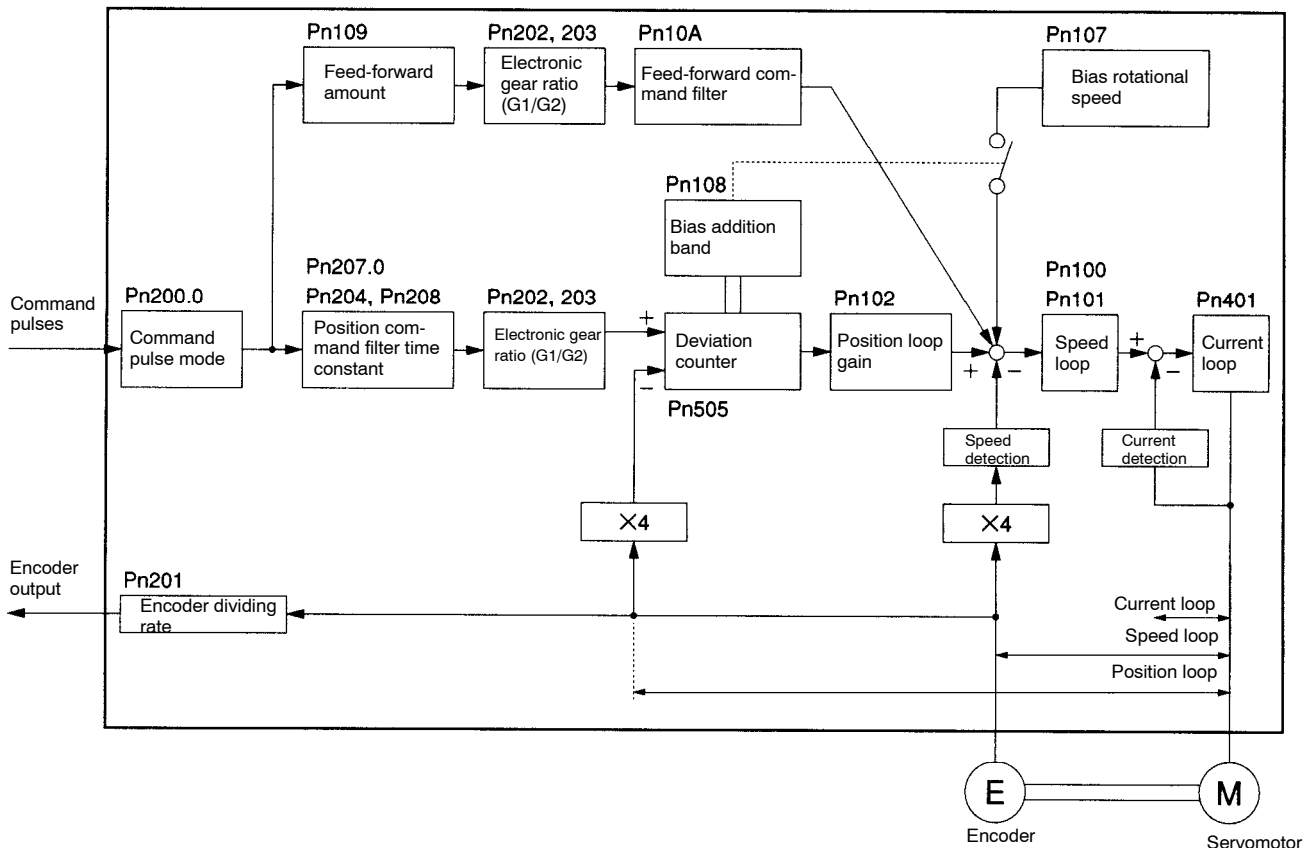 Pn109
Feed-forward
amount
Pn202, 203
Electronic
gear ratio
(G1/G2)
Pn10A
Feed-forward com-
mand filter
Pn107
Bias rotational
speed
Pn108
Bias addition
band
Command
pulses
Pn200.0
Command
pulse mode
Pn207.0
Pn204, Pn208
Position com-
mand filter time
constant
Pn202, 203
Electronic gear
ratio (G1/G2)
+
−
Deviation
counter
Pn505
Pn102
Position loop
gain
+
−
Pn100
Pn101
Speed
loop
+
−
Pn401
Current
loop
Speed
detection
Current
detection
×4
×4
Encoder
output
Pn201
Encoder dividing
rate
Current loop
Speed loop
Position loop
E
Encoder
M
Servomotor